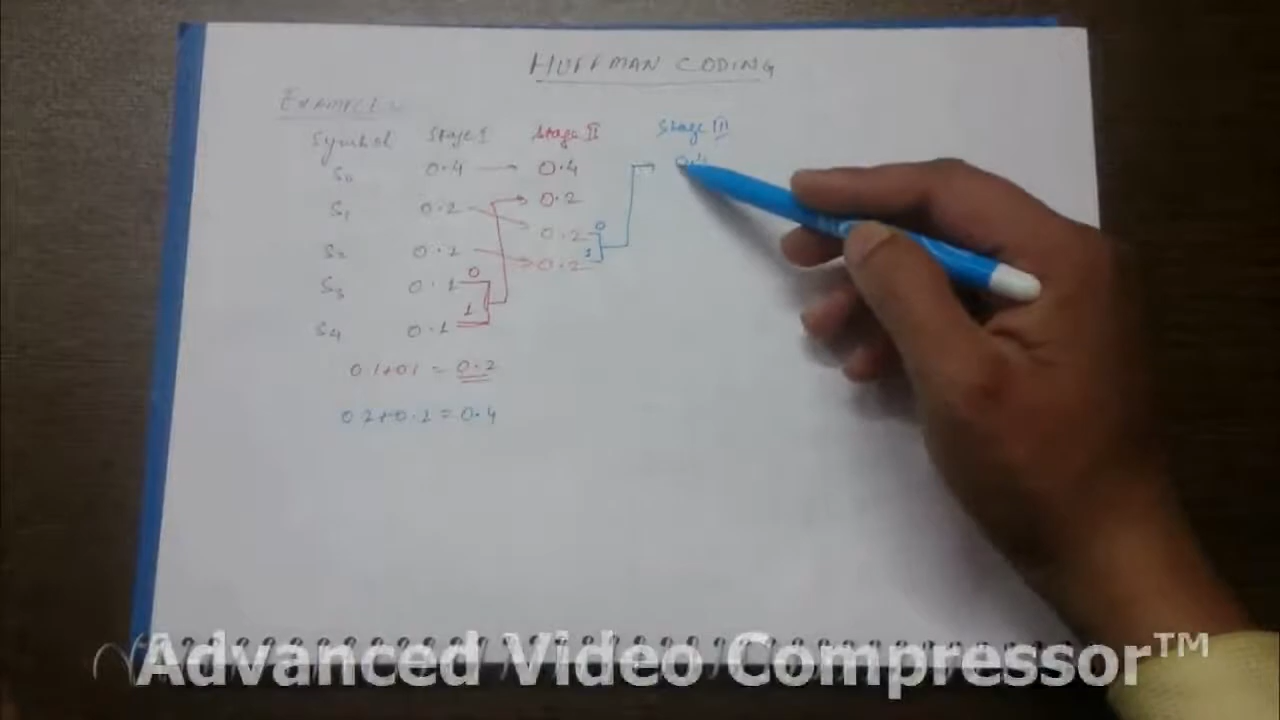 HUFFMAN CODING
EXAMPLE :-
Symbol Stage I Stage II Stage III
S0 0.4 0.4 0.4
S1 0.2 0.2
0.2 0
S2 0.2 1
0.2
S3 0.1 0
1
S4 0.1
0.1+0.1 = 0.2
0.2+0.2 = 0.4
Advanced Video Compressor™